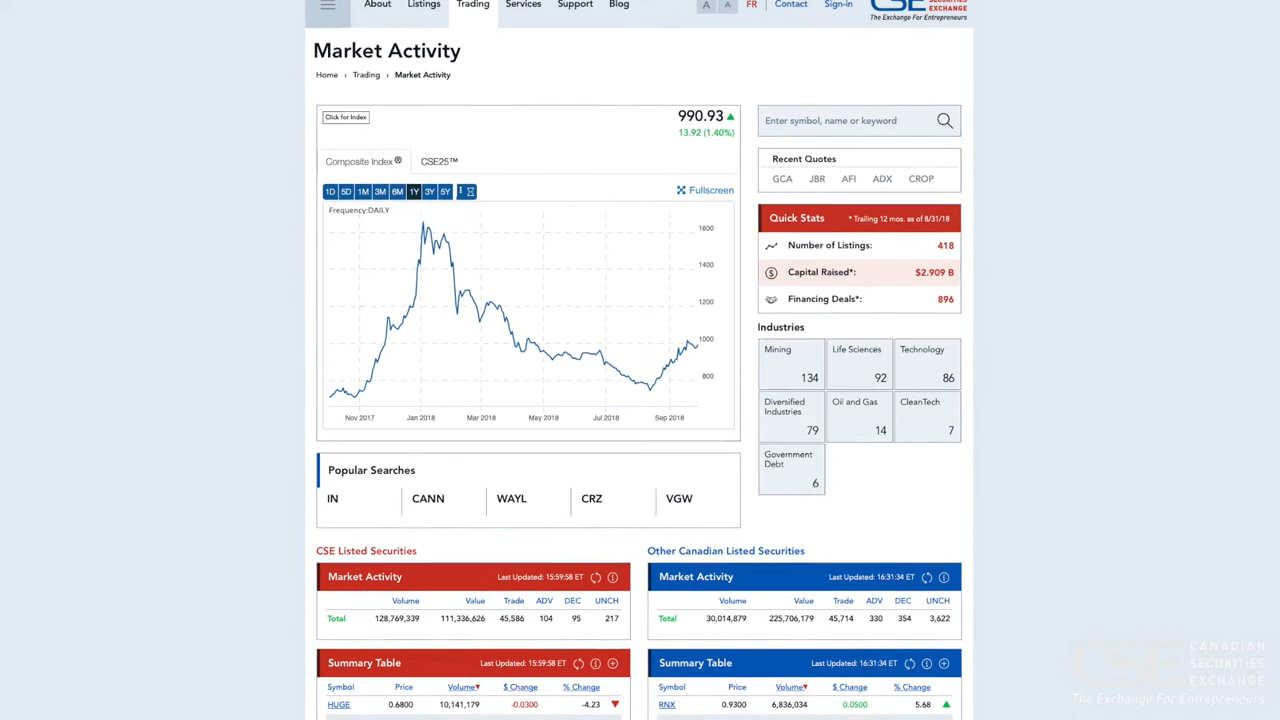 About Listings Trading Services Support Blog A A FR Contact Sign-in
SECURITIES
EXCHANGE
The Exchange For Entrepreneurs
Market Activity
Home › Trading › Market Activity
Click for Index
990.93
13.92 (1.40%)
Composite Index® CSE25™
1D 5D 1M 3M 6M 1Y 3Y 5Y
Fullscreen
Frequency:DAILY
1600
1400
1200
1000
800
Nov 2017 Jan 2018 Mar 2018 May 2018 Jul 2018 Sep 2018
Enter symbol, name or keyword
Recent Quotes
GCA JBR AFI ADX CROP
Quick Stats * Trailing 12 mos. as of 8/31/18
Number of Listings: 418
Capital Raised*: $2.909 B
Financing Deals*: 896
Industries
Mining
134
Life Sciences
92
Technology
86
Diversified
Industries
79
Oil and Gas
14
CleanTech
7
Government
Debt
6
Popular Searches
IN CANN WAYL CRZ VGW
CSE Listed Securities
Market Activity Last Updated: 15:59:58 ET
Volume Value Trade ADV DEC UNCH
Total 128,769,339 111,336,626 45,586 104 95 217
Summary Table Last Updated: 15:59:58 ET
Symbol Price Volume▼ $ Change % Change
HUGE 0.6800 10,141,179 -0.0300 -4.23
Other Canadian Listed Securities
Market Activity Last Updated: 16:31:34 ET
Volume Value Trade ADV DEC UNCH
Total 30,014,879 225,706,179 45,714 330 354 3,622
Summary Table Last Updated: 16:31:34 ET
Symbol Price Volume▼ $ Change % Change
RNX 0.9300 6,836,034 0.0500 5.68
CSE CANADIAN
SECURITIES
EXCHANGE
The Exchange For Entrepreneurs